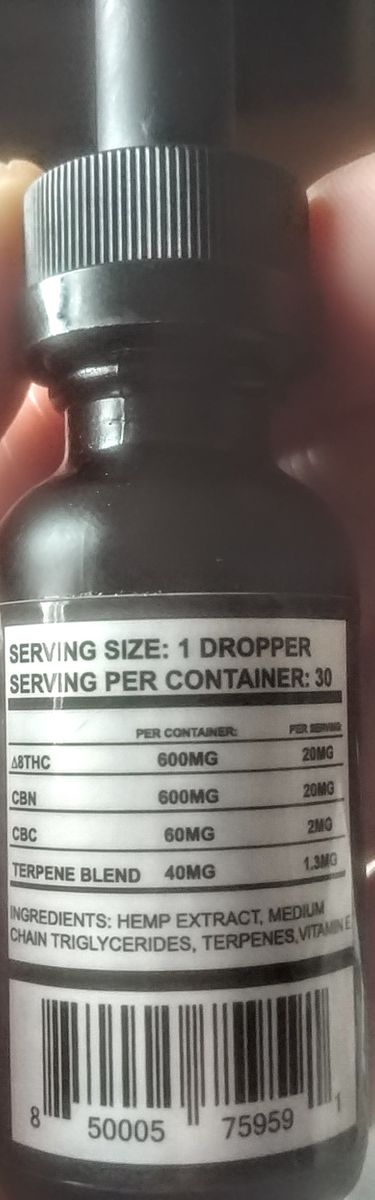 SERVING SIZE: 1 DROPPER
SERVING PER CONTAINER: 30
PER CONTAINER: PER SERVING
Δ8THC 600MG 20MG
CBN 600MG 20MG
CBC 60MG 2MG
TERPENE BLEND 40MG 1.3MG
INGREDIENTS: HEMP EXTRACT, MEDIUM
CHAIN TRIGLYCERIDES, TERPENES, VITAMIN E
8 50005 75959 1